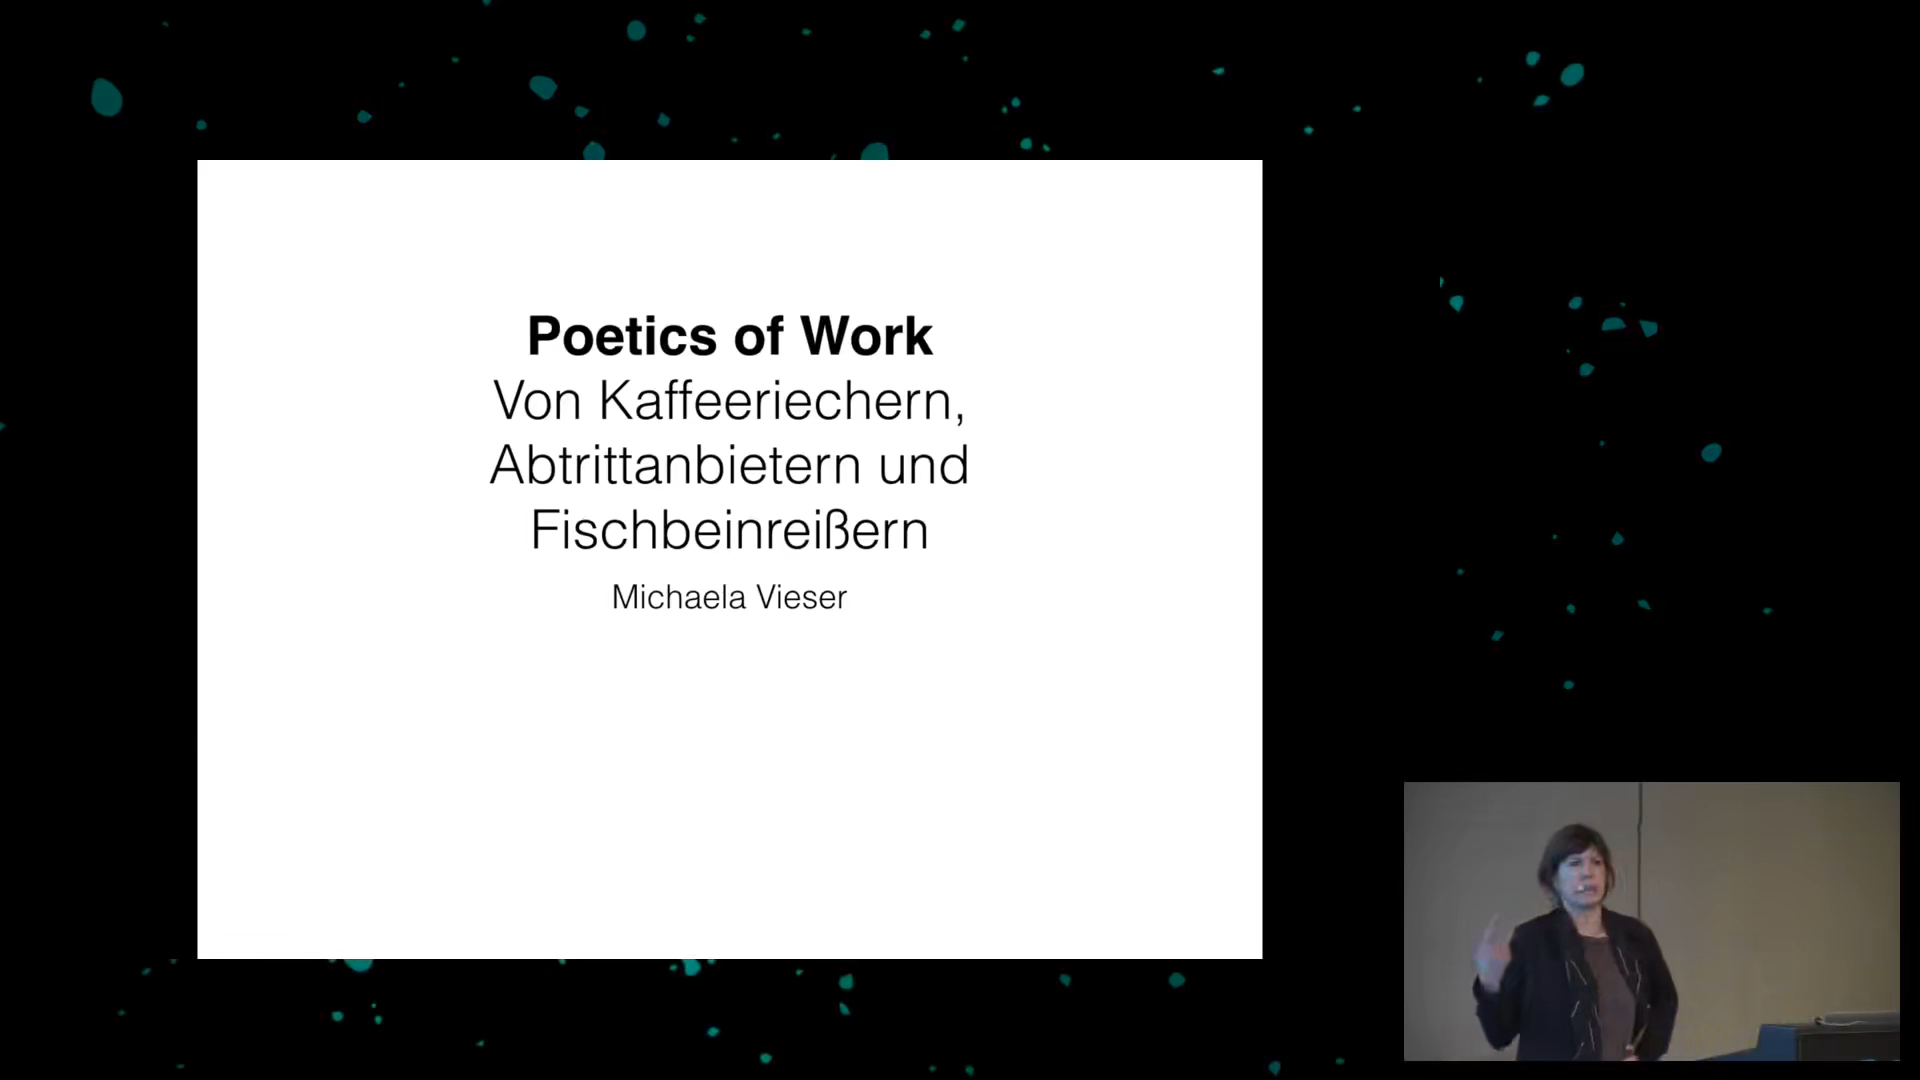 Poetics of Work
Von Kaffeeriechern,
Abtrittanbietern und
Fischbeinreißern
Michaela Vieser